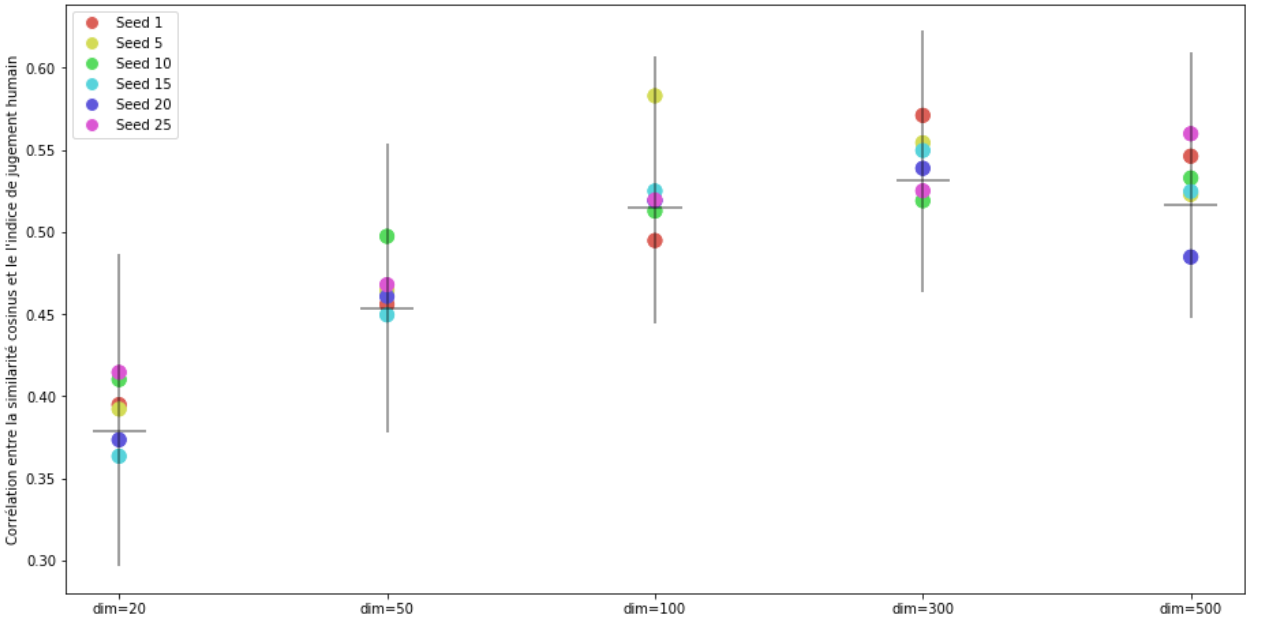 Corrélation entre la similarité cosinus et le l'indice de jugement humain
Seed 1
Seed 5
Seed 10
Seed 15
Seed 20
Seed 25
0.60
0.55
0.50
0.45
0.40
0.35
0.30
dim=20 dim=50 dim=100 dim=300 dim=500